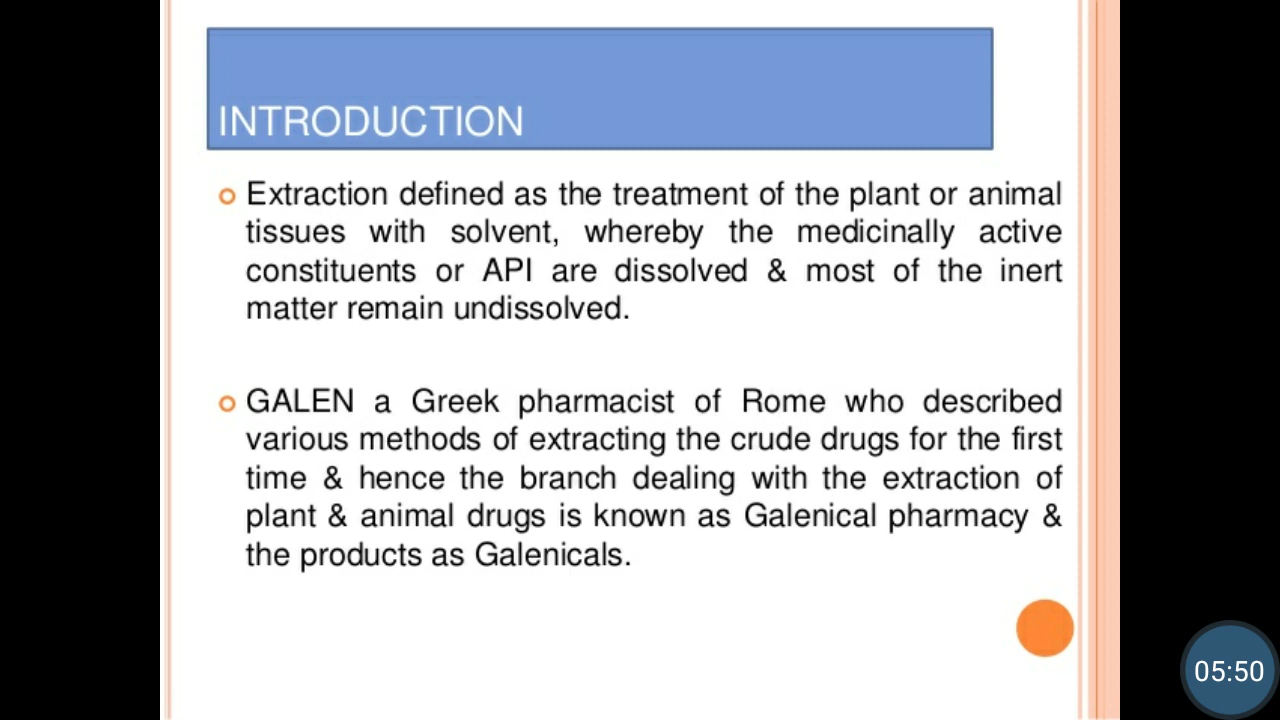 INTRODUCTION
Extraction defined as the treatment of the plant or animal
tissues with solvent, whereby the medicinally active
constituents or API are dissolved & most of the inert
matter remain undissolved.
GALEN a Greek pharmacist of Rome who described
various methods of extracting the crude drugs for the first
time & hence the branch dealing with the extraction of
plant & animal drugs is known as Galenical pharmacy &
the products as Galenicals.
05:50